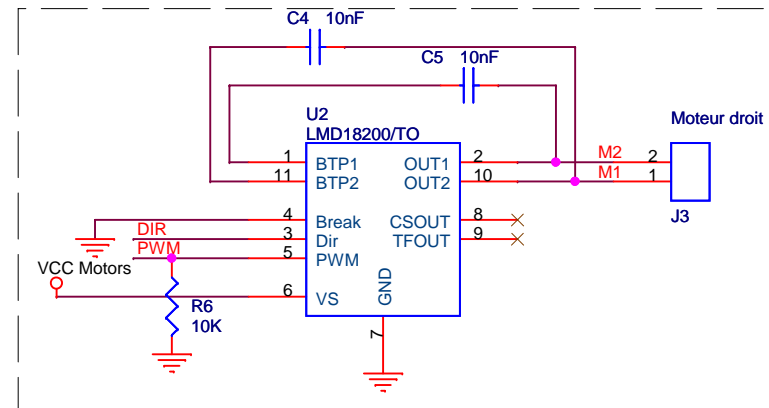 C4 10nF
C5 10nF
U2
LMD18200/TO
Moteur droit
1 BTP1 OUT1 2 M2 2
11 BTP2 OUT2 10 M1 1
J3
4 Break CSOUT 8
DIR 3 Dir TFOUT 9
PWM 5 PWM
VCC Motors
6 VS GND
R6
10K
7